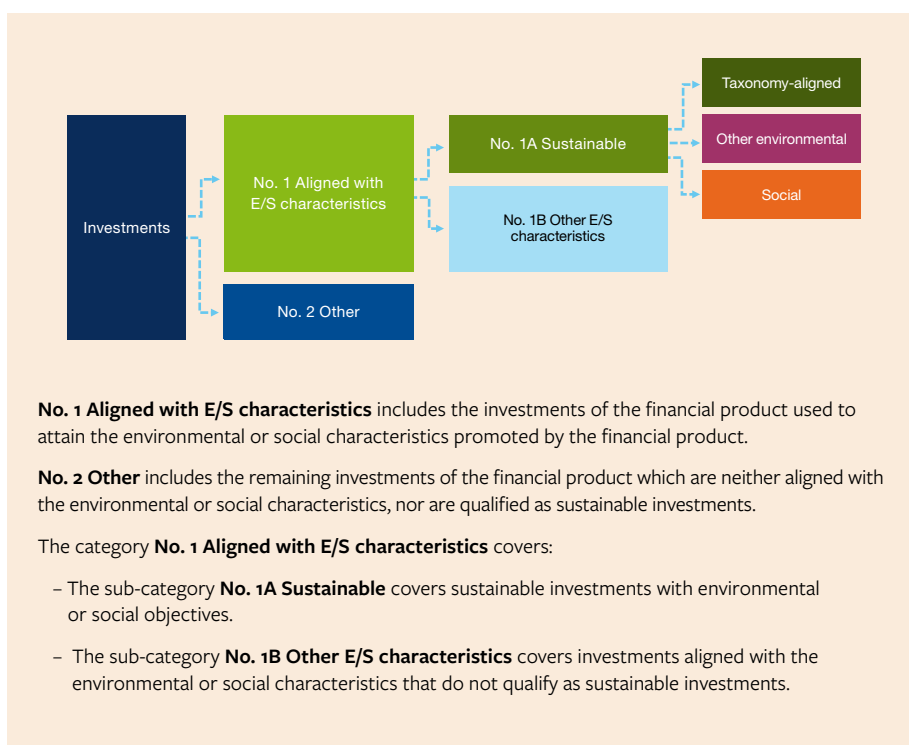 Taxonomy-aligned
No. 1A Sustainable
Other environmental
No. 1 Aligned with
E/S characteristics
Social
Investments
No. 1B Other E/S
characteristics
No. 2 Other
No. 1 Aligned with E/S characteristics includes the investments of the financial product used to
attain the environmental or social characteristics promoted by the financial product.
No. 2 Other includes the remaining investments of the financial product which are neither aligned with
the environmental or social characteristics, nor are qualified as sustainable investments.
The category No. 1 Aligned with E/S characteristics covers:
– The sub-category No. 1A Sustainable covers sustainable investments with environmental
or social objectives.
– The sub-category No. 1B Other E/S characteristics covers investments aligned with the
environmental or social characteristics that do not qualify as sustainable investments.